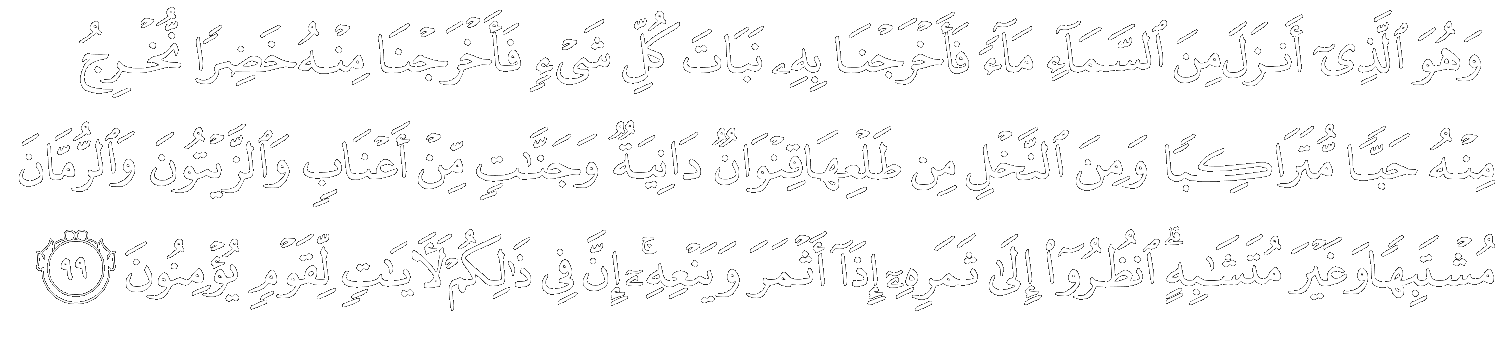 وَهُوَ ٱلَّذِىٓ أَنزَلَ مِنَ ٱلسَّمَآءِ مَآءً فَأَخْرَجْنَا بِهِۦ نَبَاتَ كُلِّ شَىْءٍ فَأَخْرَجْنَا مِنْهُ خَضِرًا نُّخْرِجُ
مِنْهُ حَبًّا مُّتَرَاكِبًا وَمِنَ ٱلنَّخْلِ مِن طَلْعِهَا قِنْوَانٌ دَانِيَةٌ وَجَنَّـٰتٍ مِّنْ أَعْنَابٍ وَٱلزَّيْتُونَ وَٱلرُّمَّانَ
مُشْتَبِهًا وَغَيْرَ مُتَشَـٰبِهٍ ۗ ٱنظُرُوٓا۟ إِلَىٰ ثَمَرِهِۦٓ إِذَآ أَثْمَرَ وَيَنْعِهِۦٓ ۚ إِنَّ فِى ذَٰلِكُمْ لَـَٔايَـٰتٍ لِّقَوْمٍ يُؤْمِنُونَ ٩٩